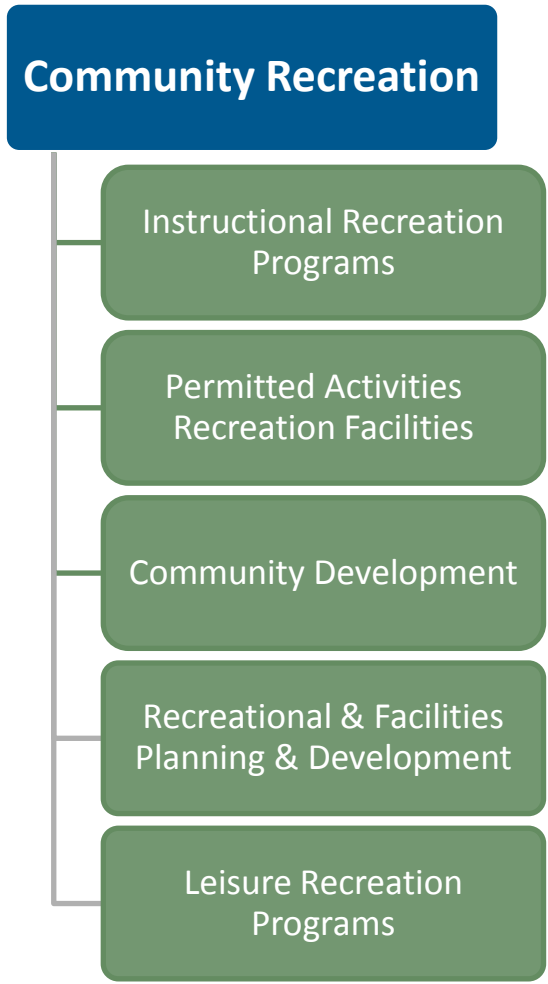 Community Recreation
Instructional Recreation
Programs
Permitted Activities
Recreation Facilities
Community Development
Recreational & Facilities
Planning & Development
Leisure Recreation
Programs